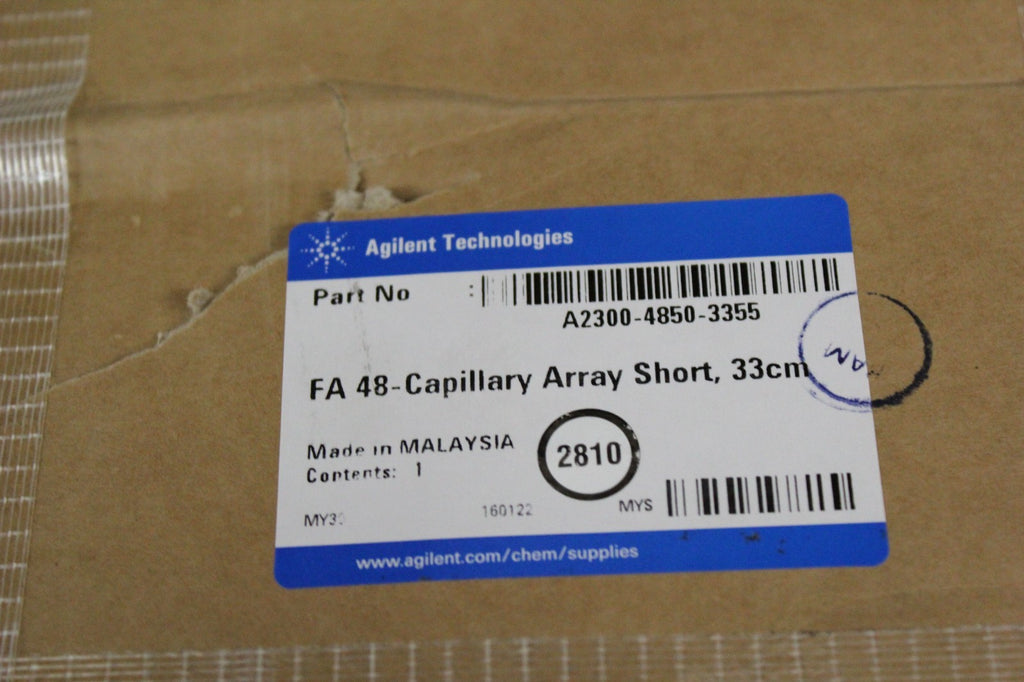 Agilent Technologies
Part No :
A2300-4850-3355
FA 48-Capillary Array Short, 33cm
Made in MALAYSIA
Contents: 1
2810
160122
MYS
www.agilent.com/chem/supplies